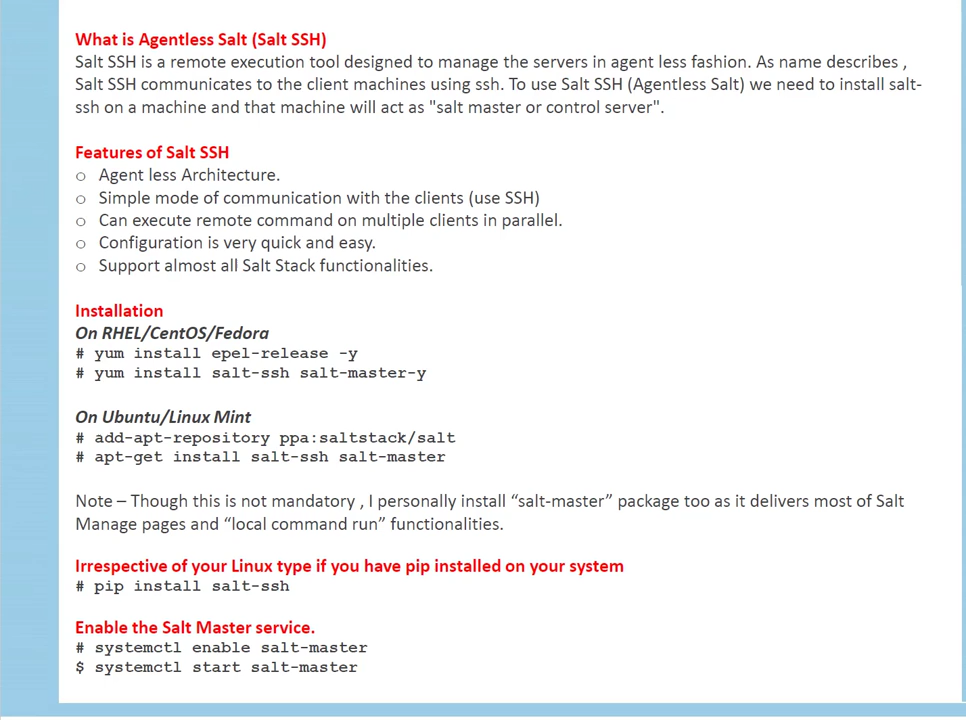 What is Agentless Salt (Salt SSH)
Salt SSH is a remote execution tool designed to manage the servers in agent less fashion. As name describes ,
Salt SSH communicates to the client machines using ssh. To use Salt SSH (Agentless Salt) we need to install salt-
ssh on a machine and that machine will act as "salt master or control server".
Features of Salt SSH
o Agent less Architecture.
o Simple mode of communication with the clients (use SSH)
o Can execute remote command on multiple clients in parallel.
o Configuration is very quick and easy.
o Support almost all Salt Stack functionalities.
Installation
On RHEL/CentOS/Fedora
# yum install epel-release -y
# yum install salt-ssh salt-master-y
On Ubuntu/Linux Mint
# add-apt-repository ppa:saltstack/salt
# apt-get install salt-ssh salt-master
Note – Though this is not mandatory , I personally install “salt-master” package too as it delivers most of Salt
Manage pages and “local command run” functionalities.
Irrespective of your Linux type if you have pip installed on your system
# pip install salt-ssh
Enable the Salt Master service.
# systemctl enable salt-master
$ systemctl start salt-master